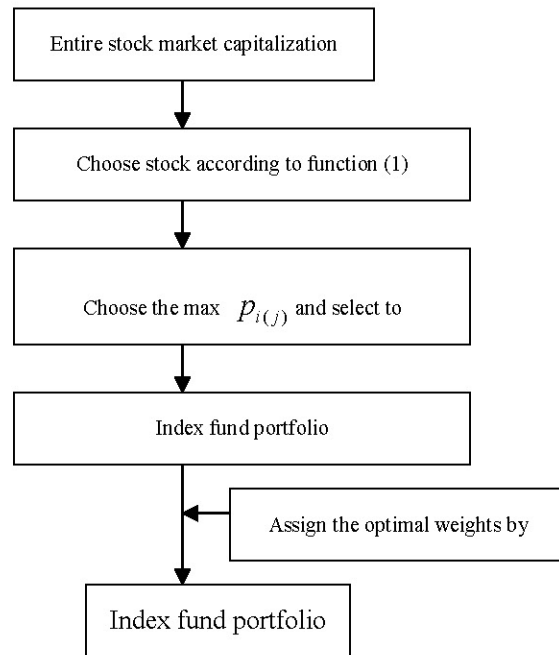 Entire stock market capitalization
Choose stock according to function (1)
Choose the max p_{i(j)} and select to
Index fund portfolio
Assign the optimal weights by
Index fund portfolio